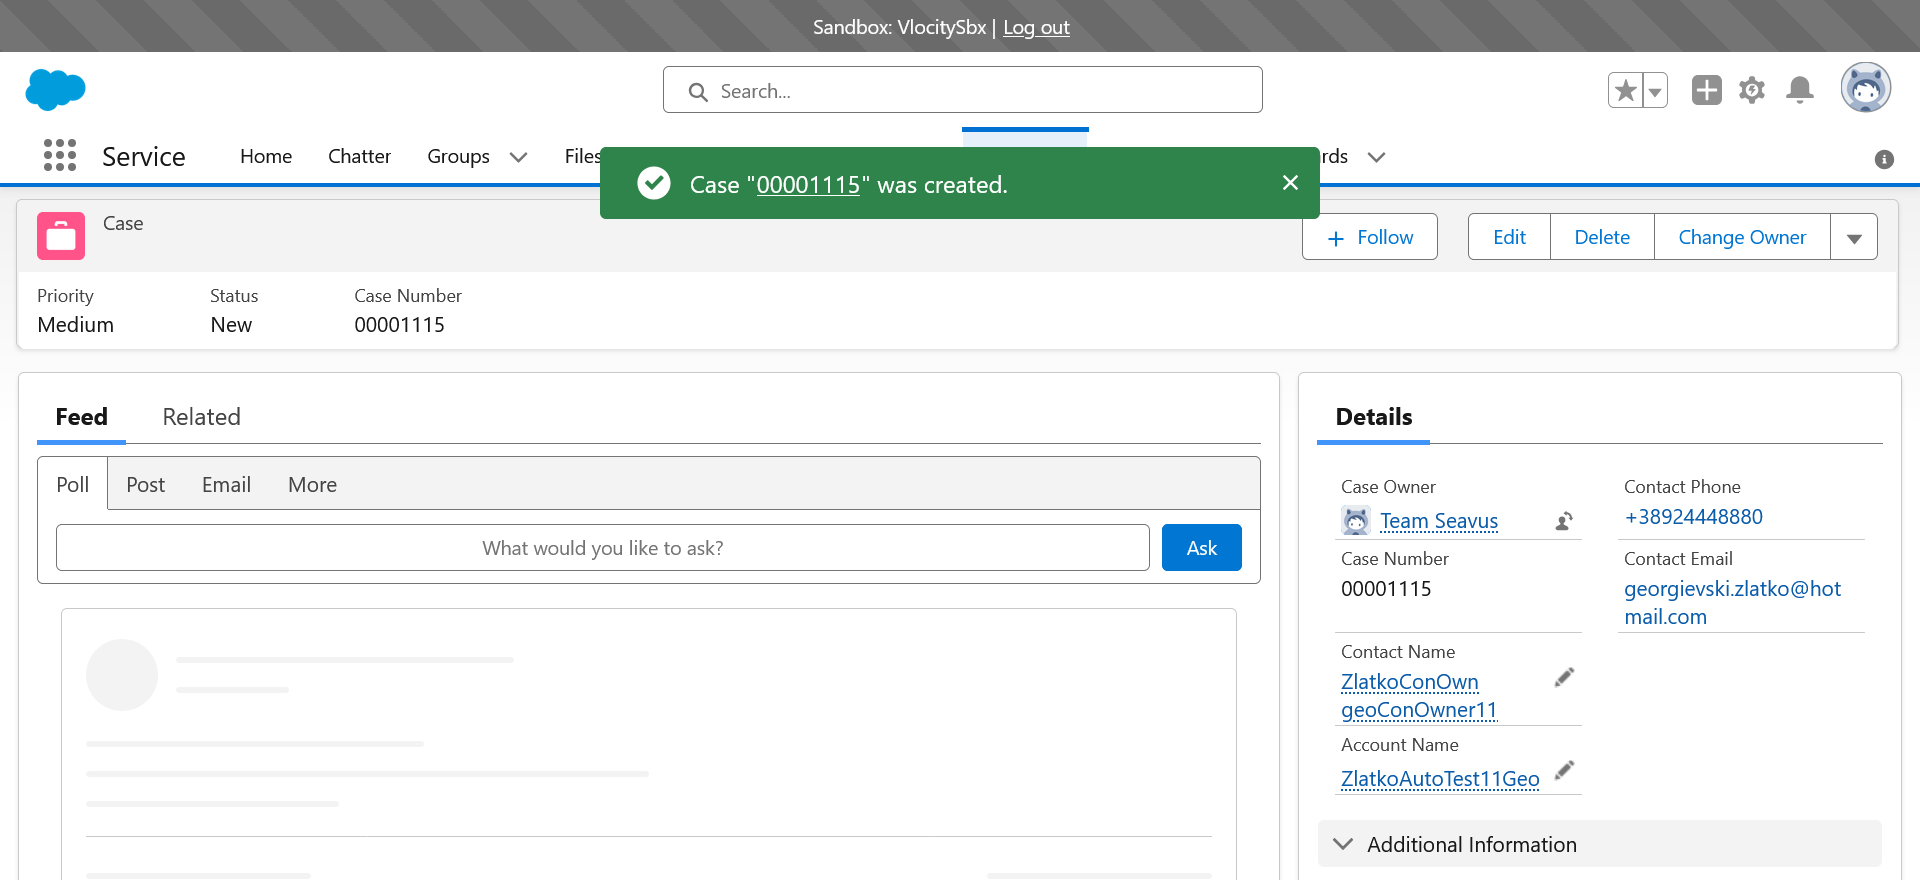 Sandbox: VlocitySbx | Log out
Search...
Service
Home
Chatter
Groups
Files
rds
Case "00001115" was created.
Case
Follow
Edit
Delete
Change Owner
Priority
Medium
Status
New
Case Number
00001115
Feed
Related
Poll
Post
Email
More
What would you like to ask?
Ask
Details
Case Owner
Team Seavus
Contact Phone
+38924448880
Case Number
00001115
Contact Email
georgievski.zlatko@hot
mail.com
Contact Name
ZlatkoConOwn
geoConOwner11
Account Name
ZlatkoAutoTest11Geo
Additional Information